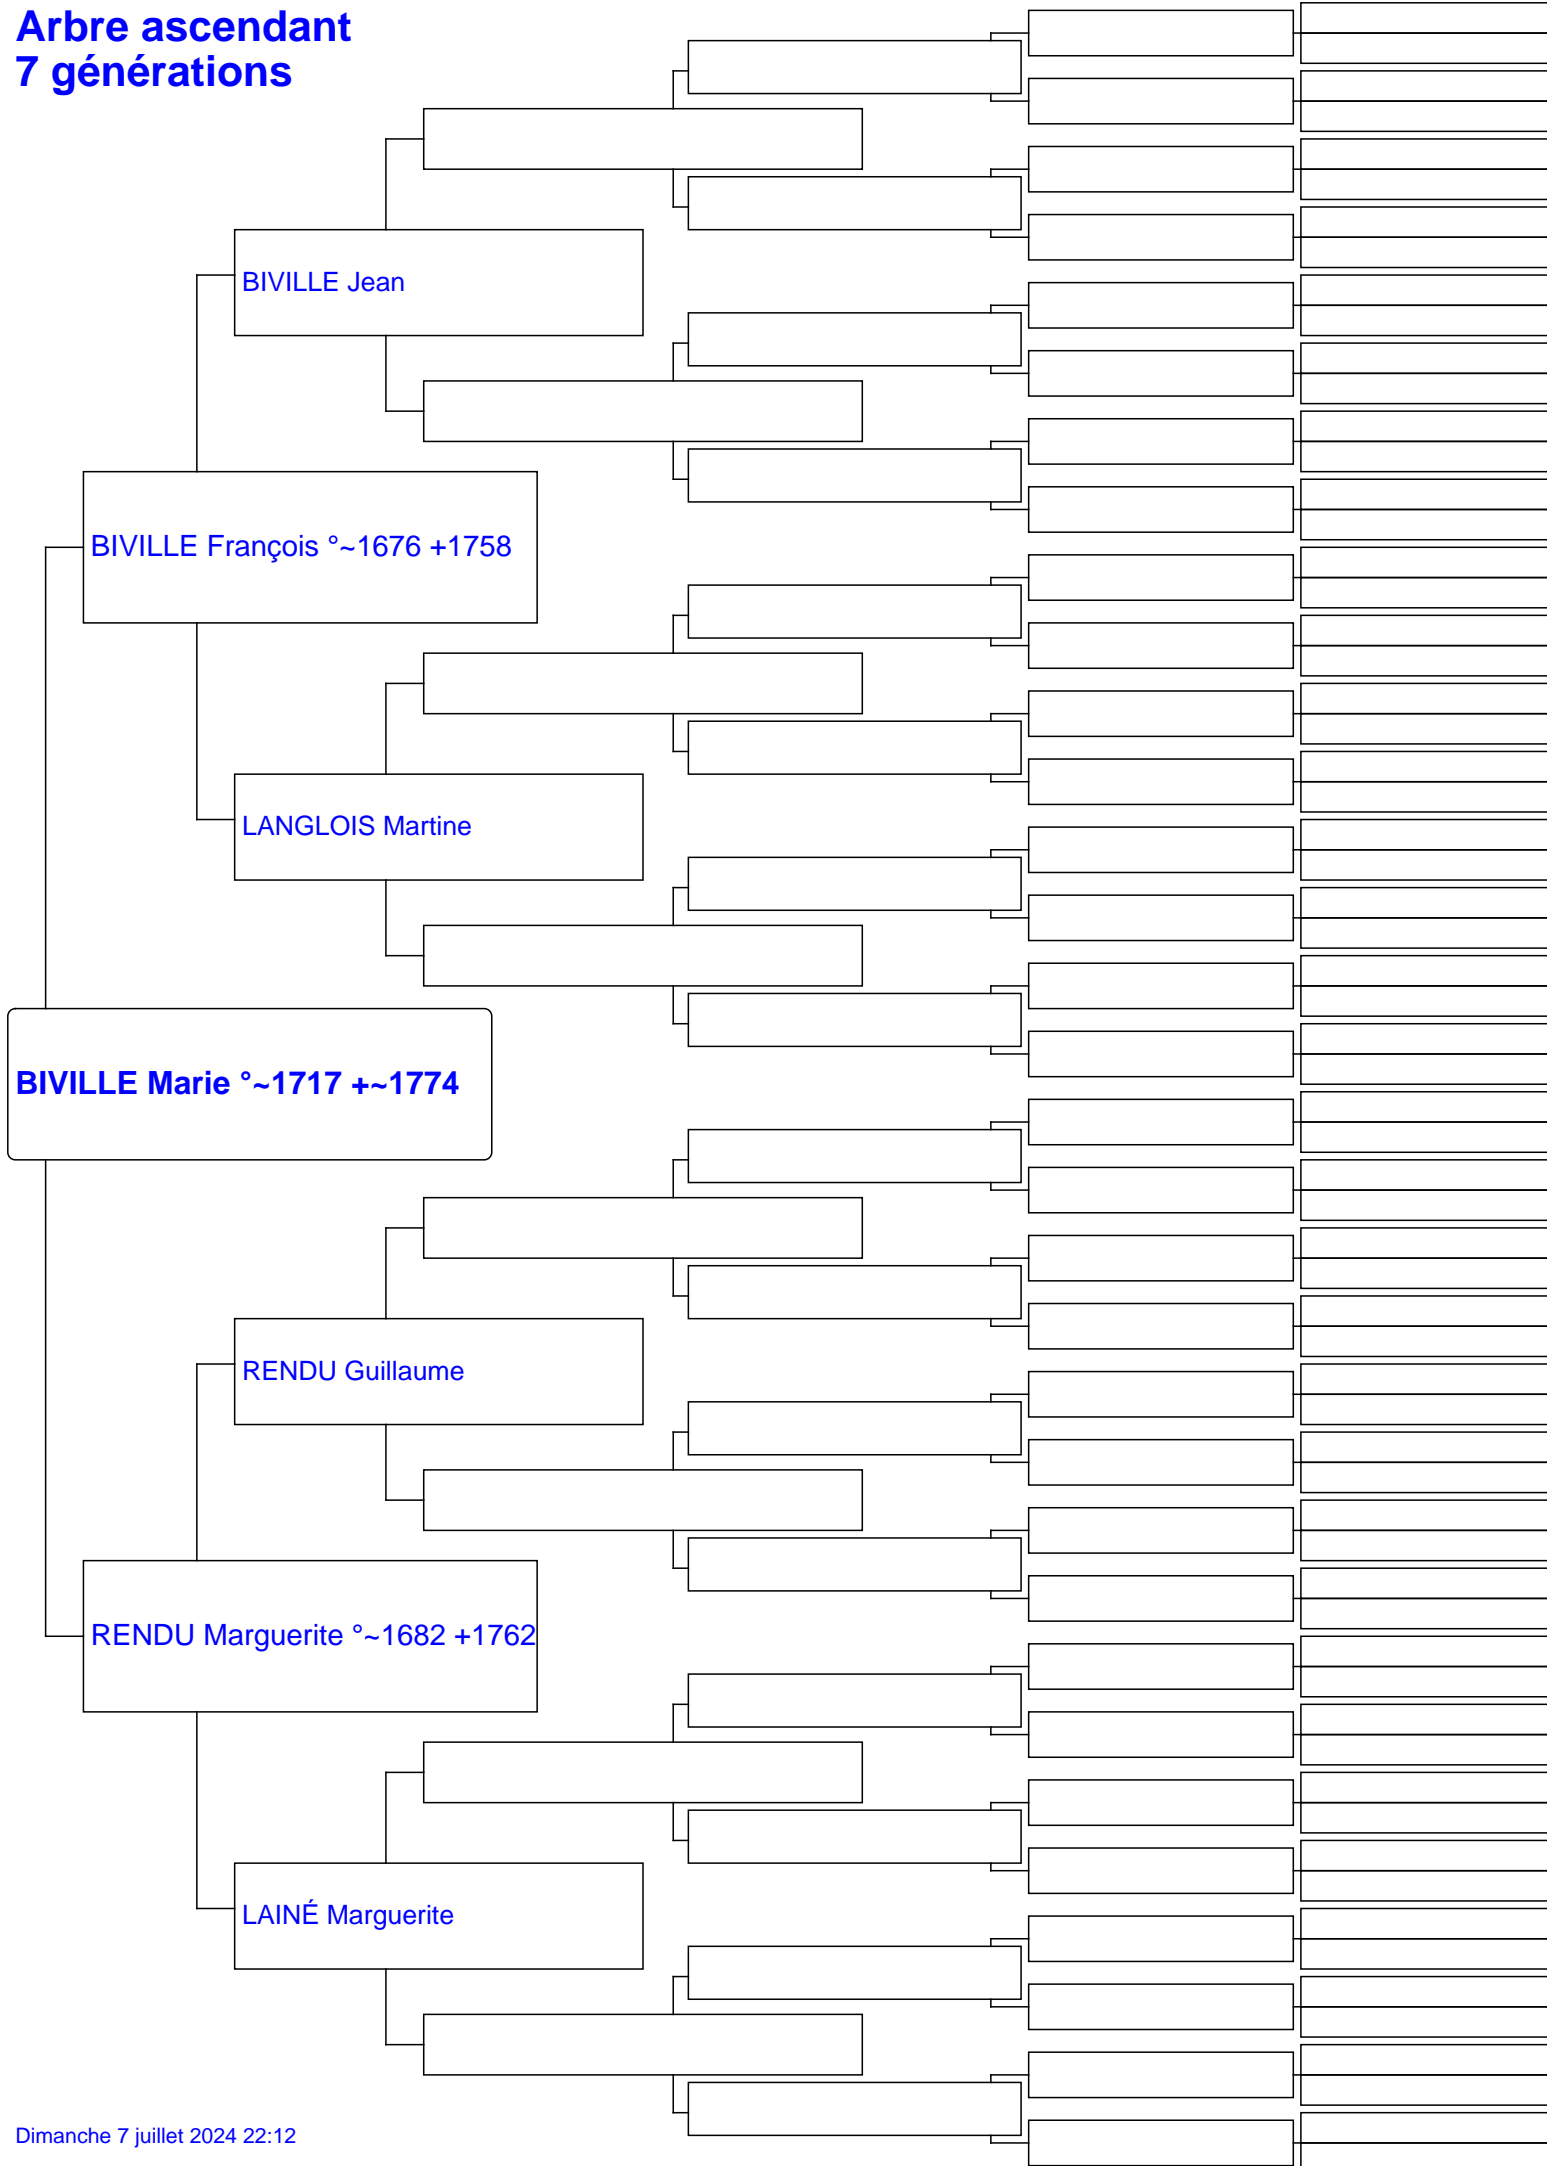 Arbre ascendant
7 générations
BIVILLE Jean
BIVILLE François °~1676 +1758
LANGLOIS Martine
BIVILLE Marie °~1717 +~1774
RENDU Guillaume
RENDU Marguerite °~1682 +1762
LAINÉ Marguerite
Dimanche 7 juillet 2024 22:12